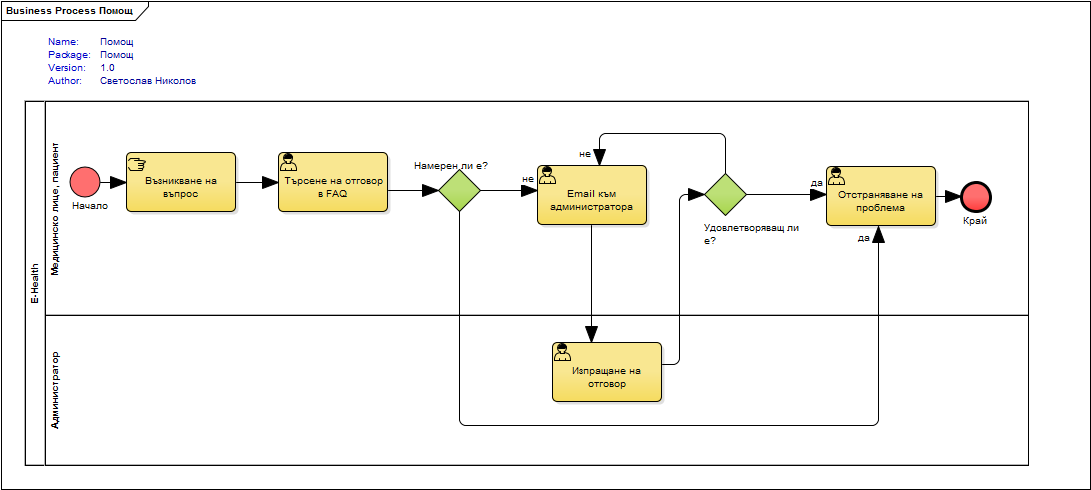 Business Process Помощ
Name: Помощ
Package: Помощ
Version: 1.0
Author: Светослав Николов
E-Health
Медицинско лице, пациент
Начало
Възникване на
въпрос
Търсене на отговор
в FAQ
Намерен ли е?
не
не
Email към
администратора
Удовлетворяващ ли
е?
да
да
Отстраняване на
проблема
Край
Администратор
Изпращане на
отговор